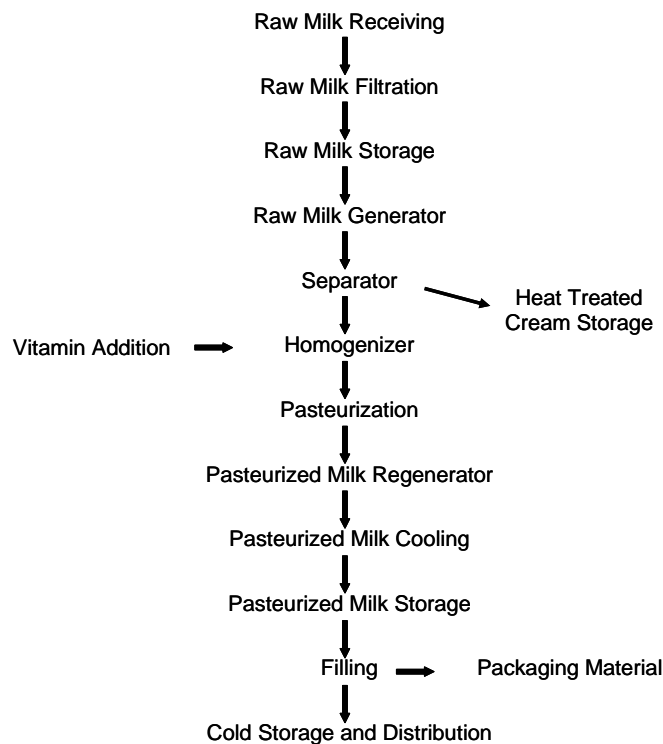 Raw Milk Receiving
Raw Milk Filtration
Raw Milk Storage
Raw Milk Generator
Separator
Heat Treated
Cream Storage
Vitamin Addition
Homogenizer
Pasteurization
Pasteurized Milk Regenerator
Pasteurized Milk Cooling
Pasteurized Milk Storage
Filling
Packaging Material
Cold Storage and Distribution